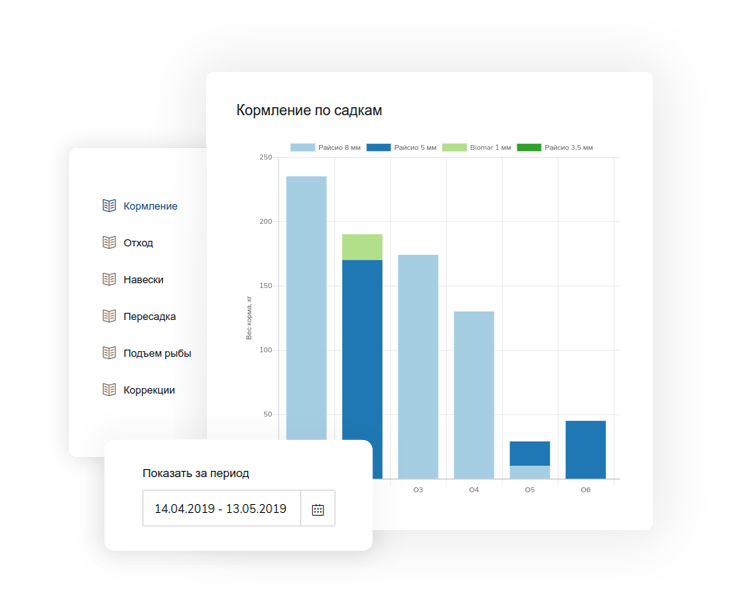 Кормление по садкам
Райсио 8 мм Райсио 5 мм Biomar 1 мм Райсио 3,5 мм
250
200
150
100
50
Вес корма, кг
О3 О4 О5 О6
Кормление
Отход
Навески
Пересадка
Подъем рыбы
Коррекции
Показать за период
14.04.2019 - 13.05.2019